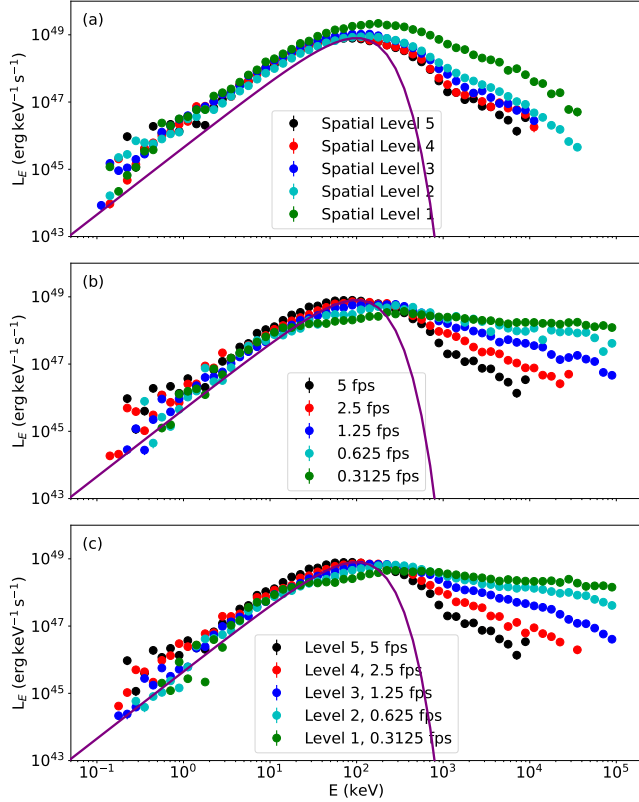 (a)
10^49
10^47
10^45
10^43
L_E (erg keV^−1 s^−1)
Spatial Level 5
Spatial Level 4
Spatial Level 3
Spatial Level 2
Spatial Level 1
(b)
10^49
10^47
10^45
10^43
L_E (erg keV^−1 s^−1)
5 fps
2.5 fps
1.25 fps
0.625 fps
0.3125 fps
(c)
10^49
10^47
10^45
10^43
L_E (erg keV^−1 s^−1)
Level 5, 5 fps
Level 4, 2.5 fps
Level 3, 1.25 fps
Level 2, 0.625 fps
Level 1, 0.3125 fps
10^−1 10^0 10^1 10^2 10^3 10^4 10^5
E (keV)